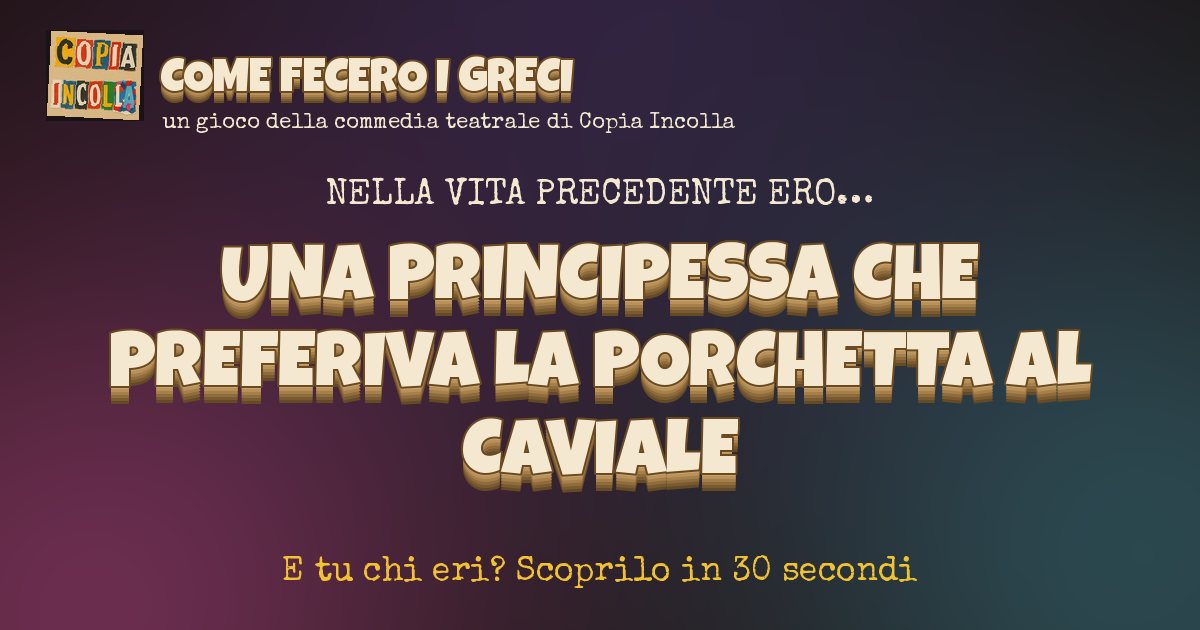 COPIA
INCOLLA
COME FECERO I GRECI
un gioco della commedia teatrale di Copia Incolla
NELLA VITA PRECEDENTE ERO...
UNA PRINCIPESSA CHE
PREFERIVA LA PORCHETTA AL
CAVIALE
E tu chi eri? Scoprilo in 30 secondi